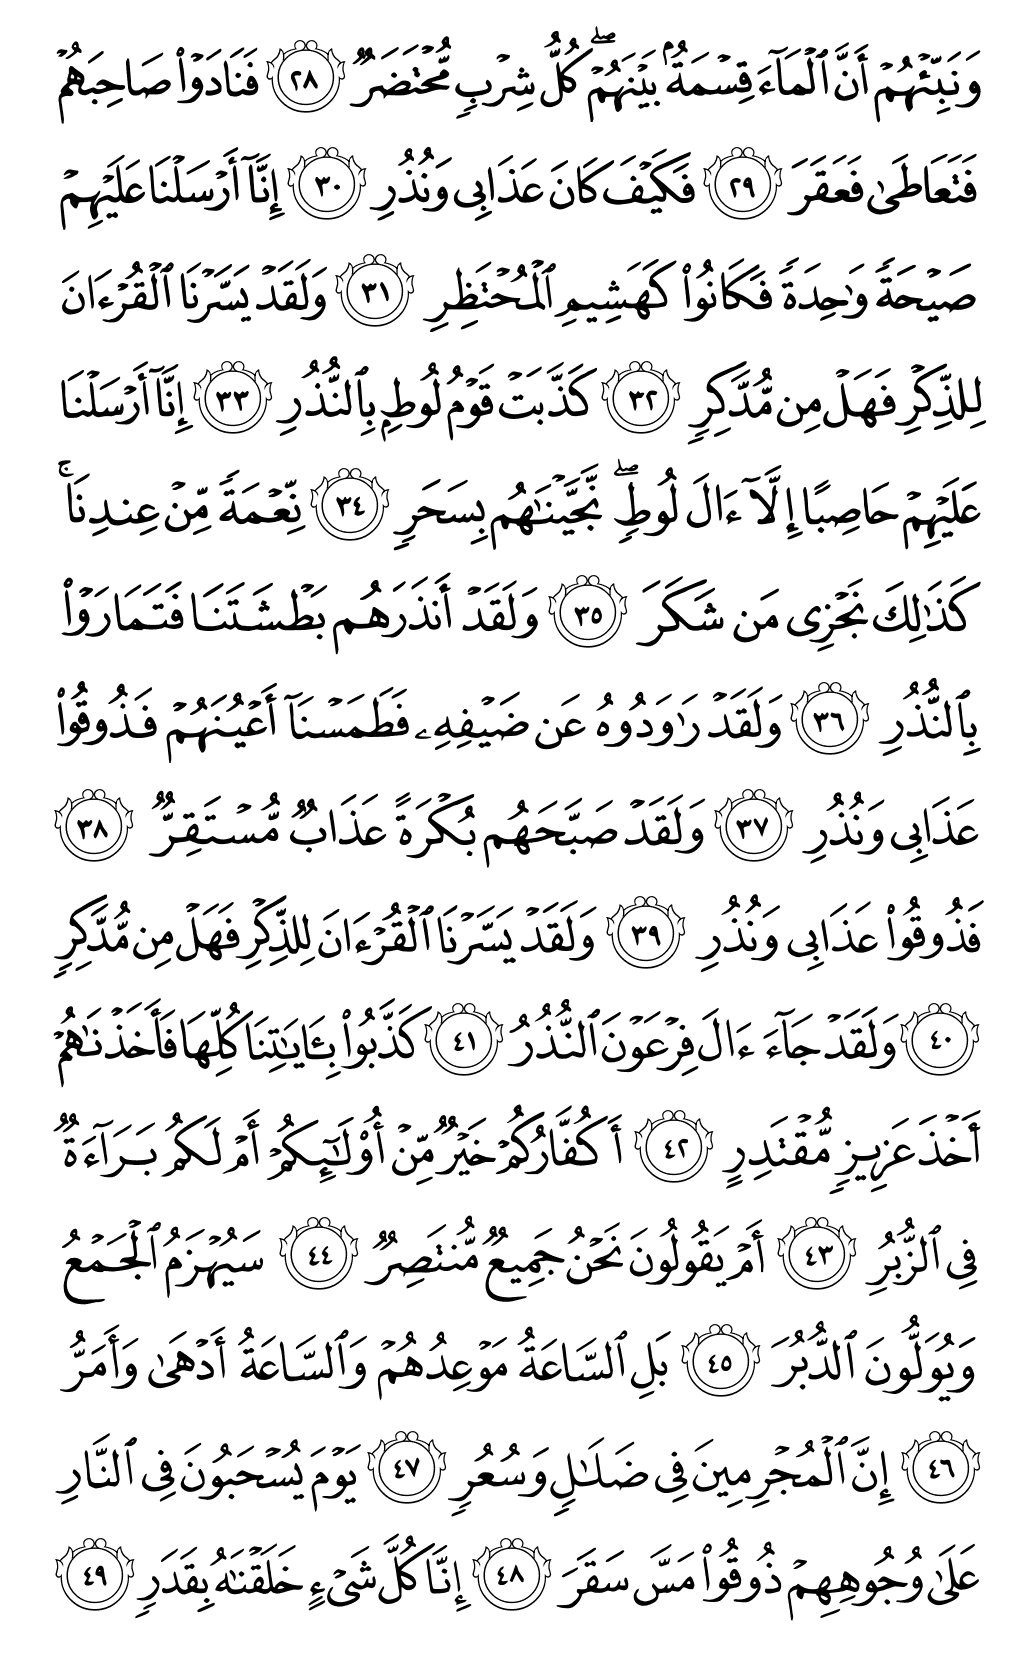 وَنَبِّئْهُمْ أَنَّ ٱلْمَآءَ قِسْمَةٌۢ بَيْنَهُمْ ۖ كُلُّ شِرْبٍ مُّحْتَضَرٌ ٢٨ فَنَادَوْا۟ صَاحِبَهُمْ
فَتَعَاطَىٰ فَعَقَرَ ٢٩ فَكَيْفَ كَانَ عَذَابِى وَنُذُرِ ٣٠ إِنَّآ أَرْسَلْنَا عَلَيْهِمْ
صَيْحَةً وَٰحِدَةً فَكَانُوا۟ كَهَشِيمِ ٱلْمُحْتَظِرِ ٣١ وَلَقَدْ يَسَّرْنَا ٱلْقُرْءَانَ
لِلذِّكْرِ فَهَلْ مِن مُّدَّكِرٍ ٣٢ كَذَّبَتْ قَوْمُ لُوطٍۭ بِٱلنُّذُرِ ٣٣ إِنَّآ أَرْسَلْنَا
عَلَيْهِمْ حَاصِبًا إِلَّآ ءَالَ لُوطٍ ۖ نَّجَّيْنَٰهُم بِسَحَرٍ ٣٤ نِّعْمَةً مِّنْ عِندِنَا ۚ
كَذَٰلِكَ نَجْزِى مَن شَكَرَ ٣٥ وَلَقَدْ أَنذَرَهُم بَطْشَتَنَا فَتَمَارَوْا۟
بِٱلنُّذُرِ ٣٦ وَلَقَدْ رَٰوَدُوهُ عَن ضَيْفِهِۦ فَطَمَسْنَآ أَعْيُنَهُمْ فَذُوقُوا۟
عَذَابِى وَنُذُرِ ٣٧ وَلَقَدْ صَبَّحَهُم بُكْرَةً عَذَابٌ مُّسْتَقِرٌّ ٣٨
فَذُوقُوا۟ عَذَابِى وَنُذُرِ ٣٩ وَلَقَدْ يَسَّرْنَا ٱلْقُرْءَانَ لِلذِّكْرِ فَهَلْ مِن مُّدَّكِرٍ
٤٠ وَلَقَدْ جَآءَ ءَالَ فِرْعَوْنَ ٱلنُّذُرُ ٤١ كَذَّبُوا۟ بِـَٔايَٰتِنَا كُلِّهَا فَأَخَذْنَٰهُمْ
أَخْذَ عَزِيزٍ مُّقْتَدِرٍ ٤٢ أَكُفَّارُكُمْ خَيْرٌ مِّنْ أُو۟لَٰٓئِكُمْ أَمْ لَكُم بَرَآءَةٌ
فِى ٱلزُّبُرِ ٤٣ أَمْ يَقُولُونَ نَحْنُ جَمِيعٌ مُّنتَصِرٌ ٤٤ سَيُهْزَمُ ٱلْجَمْعُ
وَيُوَلُّونَ ٱلدُّبُرَ ٤٥ بَلِ ٱلسَّاعَةُ مَوْعِدُهُمْ وَٱلسَّاعَةُ أَدْهَىٰ وَأَمَرُّ
٤٦ إِنَّ ٱلْمُجْرِمِينَ فِى ضَلَٰلٍ وَسُعُرٍ ٤٧ يَوْمَ يُسْحَبُونَ فِى ٱلنَّارِ
عَلَىٰ وُجُوهِهِمْ ذُوقُوا۟ مَسَّ سَقَرَ ٤٨ إِنَّا كُلَّ شَىْءٍ خَلَقْنَٰهُ بِقَدَرٍ ٤٩